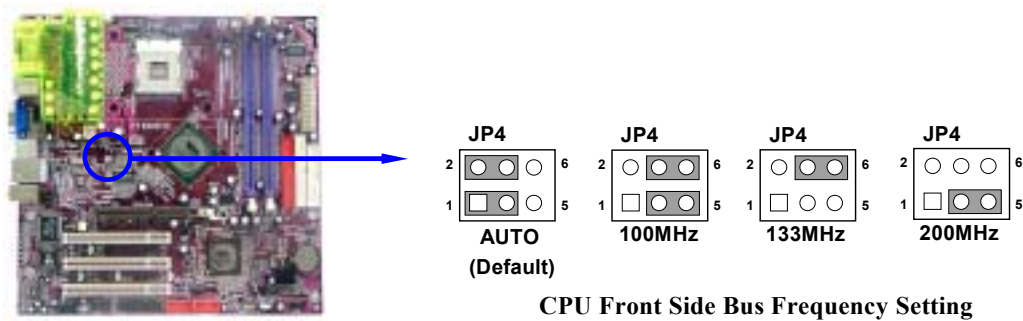 JP4 JP4 JP4 JP4
2 6 2 6 2 6 2 6
1 5 1 5 1 5 1 5
AUTO 100MHz 133MHz 200MHz
(Default)
CPU Front Side Bus Frequency Setting